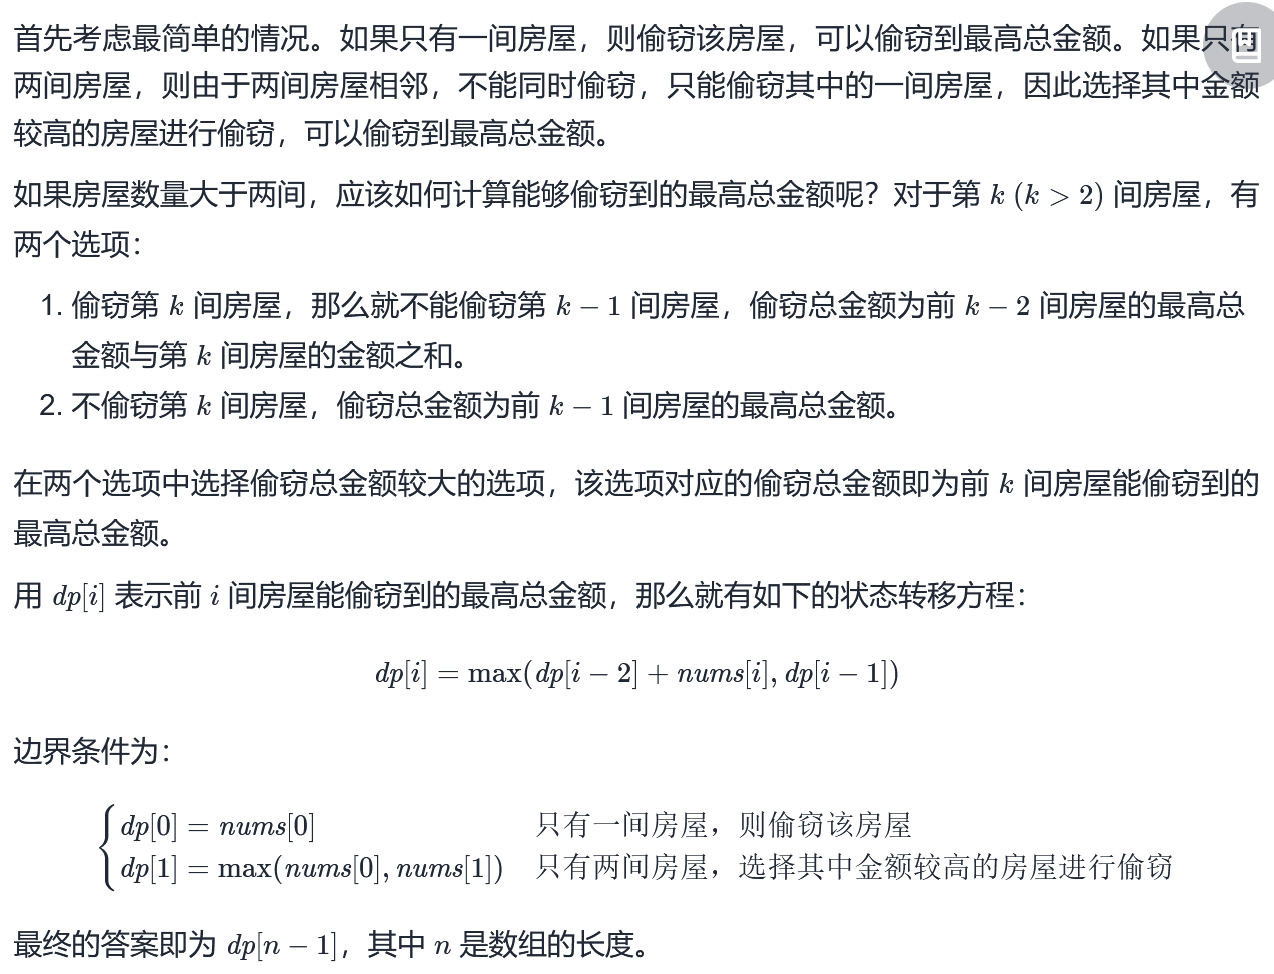 首先考虑最简单的情况。如果只有一间房屋，则偷窃该房屋，可以偷窃到最高总金额。如果只有
两间房屋，则由于两间房屋相邻，不能同时偷窃，只能偷窃其中的一间房屋，因此选择其中金额
较高的房屋进行偷窃，可以偷窃到最高总金额。
如果房屋数量大于两间，应该如何计算能够偷窃到的最高总金额呢？对于第 k (k > 2) 间房屋，有
两个选项：
1. 偷窃第 k 间房屋，那么就不能偷窃第 k − 1 间房屋，偷窃总金额为前 k − 2 间房屋的最高总
金额与第 k 间房屋的金额之和。
2. 不偷窃第 k 间房屋，偷窃总金额为前 k − 1 间房屋的最高总金额。
在两个选项中选择偷窃总金额较大的选项，该选项对应的偷窃总金额即为前 k 间房屋能偷窃到的
最高总金额。
用 dp[i] 表示前 i 间房屋能偷窃到的最高总金额，那么就有如下的状态转移方程：
dp[i] = max(dp[i − 2] + nums[i], dp[i − 1])
边界条件为：
dp[0] = nums[0] 只有一间房屋，则偷窃该房屋
dp[1] = max(nums[0], nums[1]) 只有两间房屋，选择其中金额较高的房屋进行偷窃
最终的答案即为 dp[n − 1]，其中 n 是数组的长度。